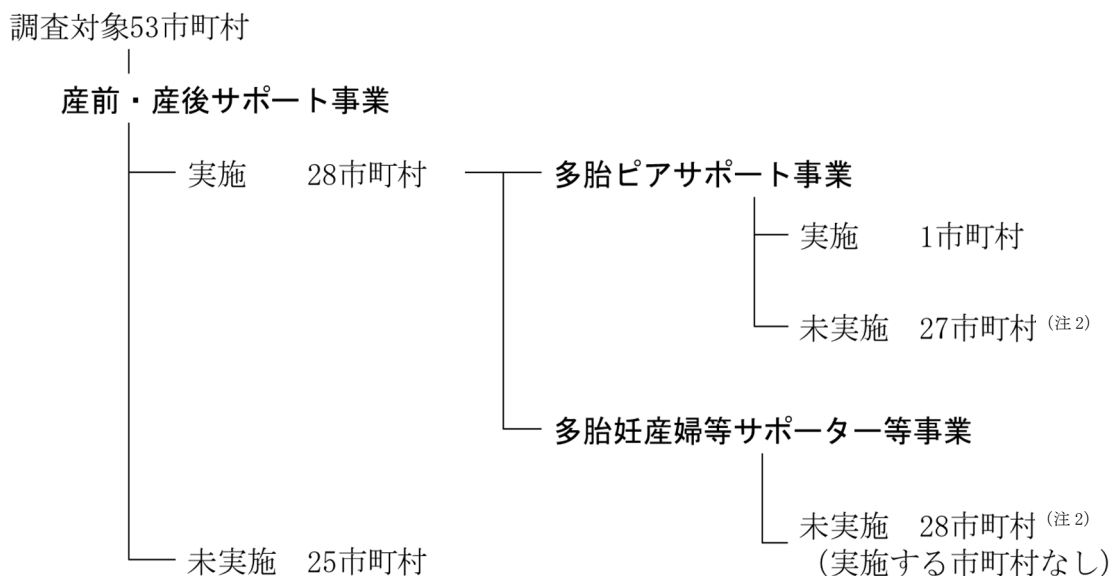 調査対象53市町村
産前・産後サポート事業
実施 28市町村
多胎ピアサポート事業
実施 1市町村
未実施 27市町村（注2）
多胎妊産婦等サポーター等事業
未実施 28市町村（注2）
（実施する市町村なし）
未実施 25市町村